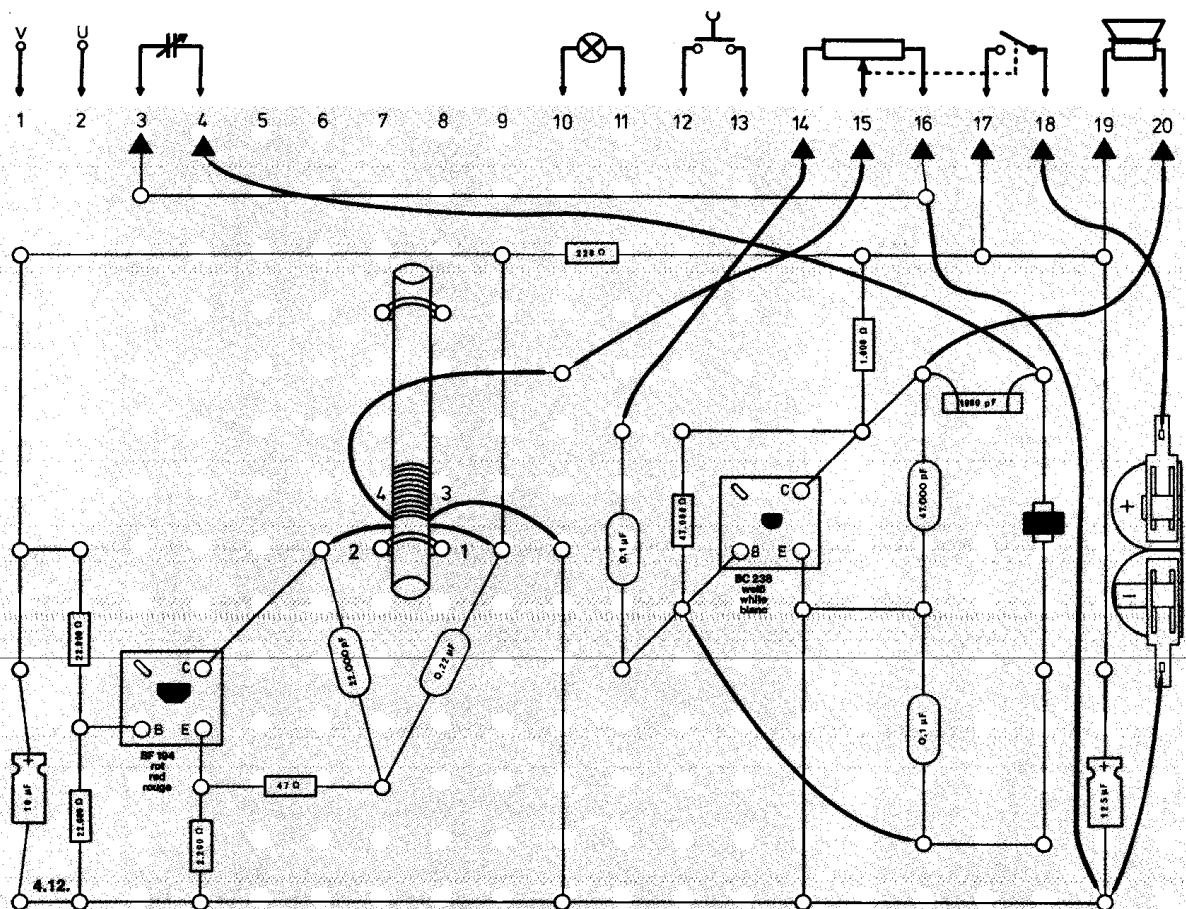 V U
1 2 3 4 5 6 7 8 9 10 11 12 13 14 15 16 17 18 19 20
220 Ω
1.000 Ω
1000 pF
4 3
47.000 pF
C
47.000 Ω
0,1 µF
B E
BC 238
weiß
white
blanc
+
−
2 1
22.000 Ω
22.000 pF
0,22 µF
C
B E
BF 194
rot
red
rouge
0,1 µF
47 Ω
+
10 µF
22.000 Ω
2.200 Ω
+
12,5 µF
4.12.